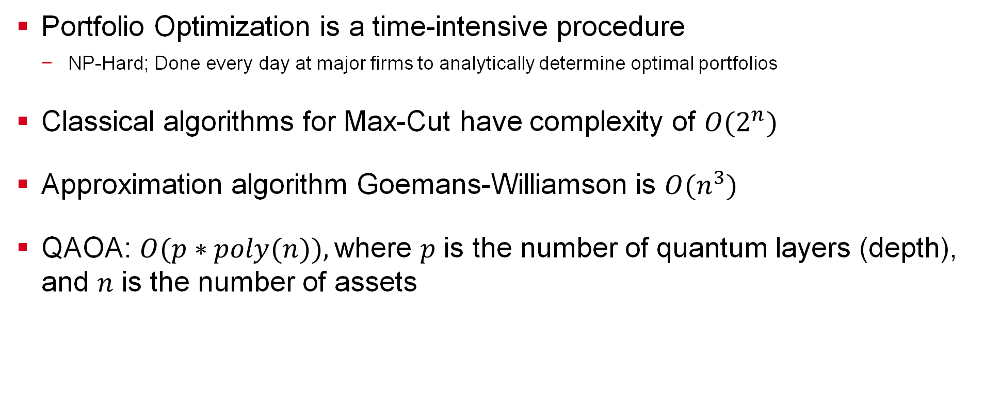 ▪ Portfolio Optimization is a time-intensive procedure
– NP-Hard; Done every day at major firms to analytically determine optimal portfolios
▪ Classical algorithms for Max-Cut have complexity of O(2ⁿ)
▪ Approximation algorithm Goemans-Williamson is O(n³)
▪ QAOA: O(p * poly(n)), where p is the number of quantum layers (depth),
and n is the number of assets